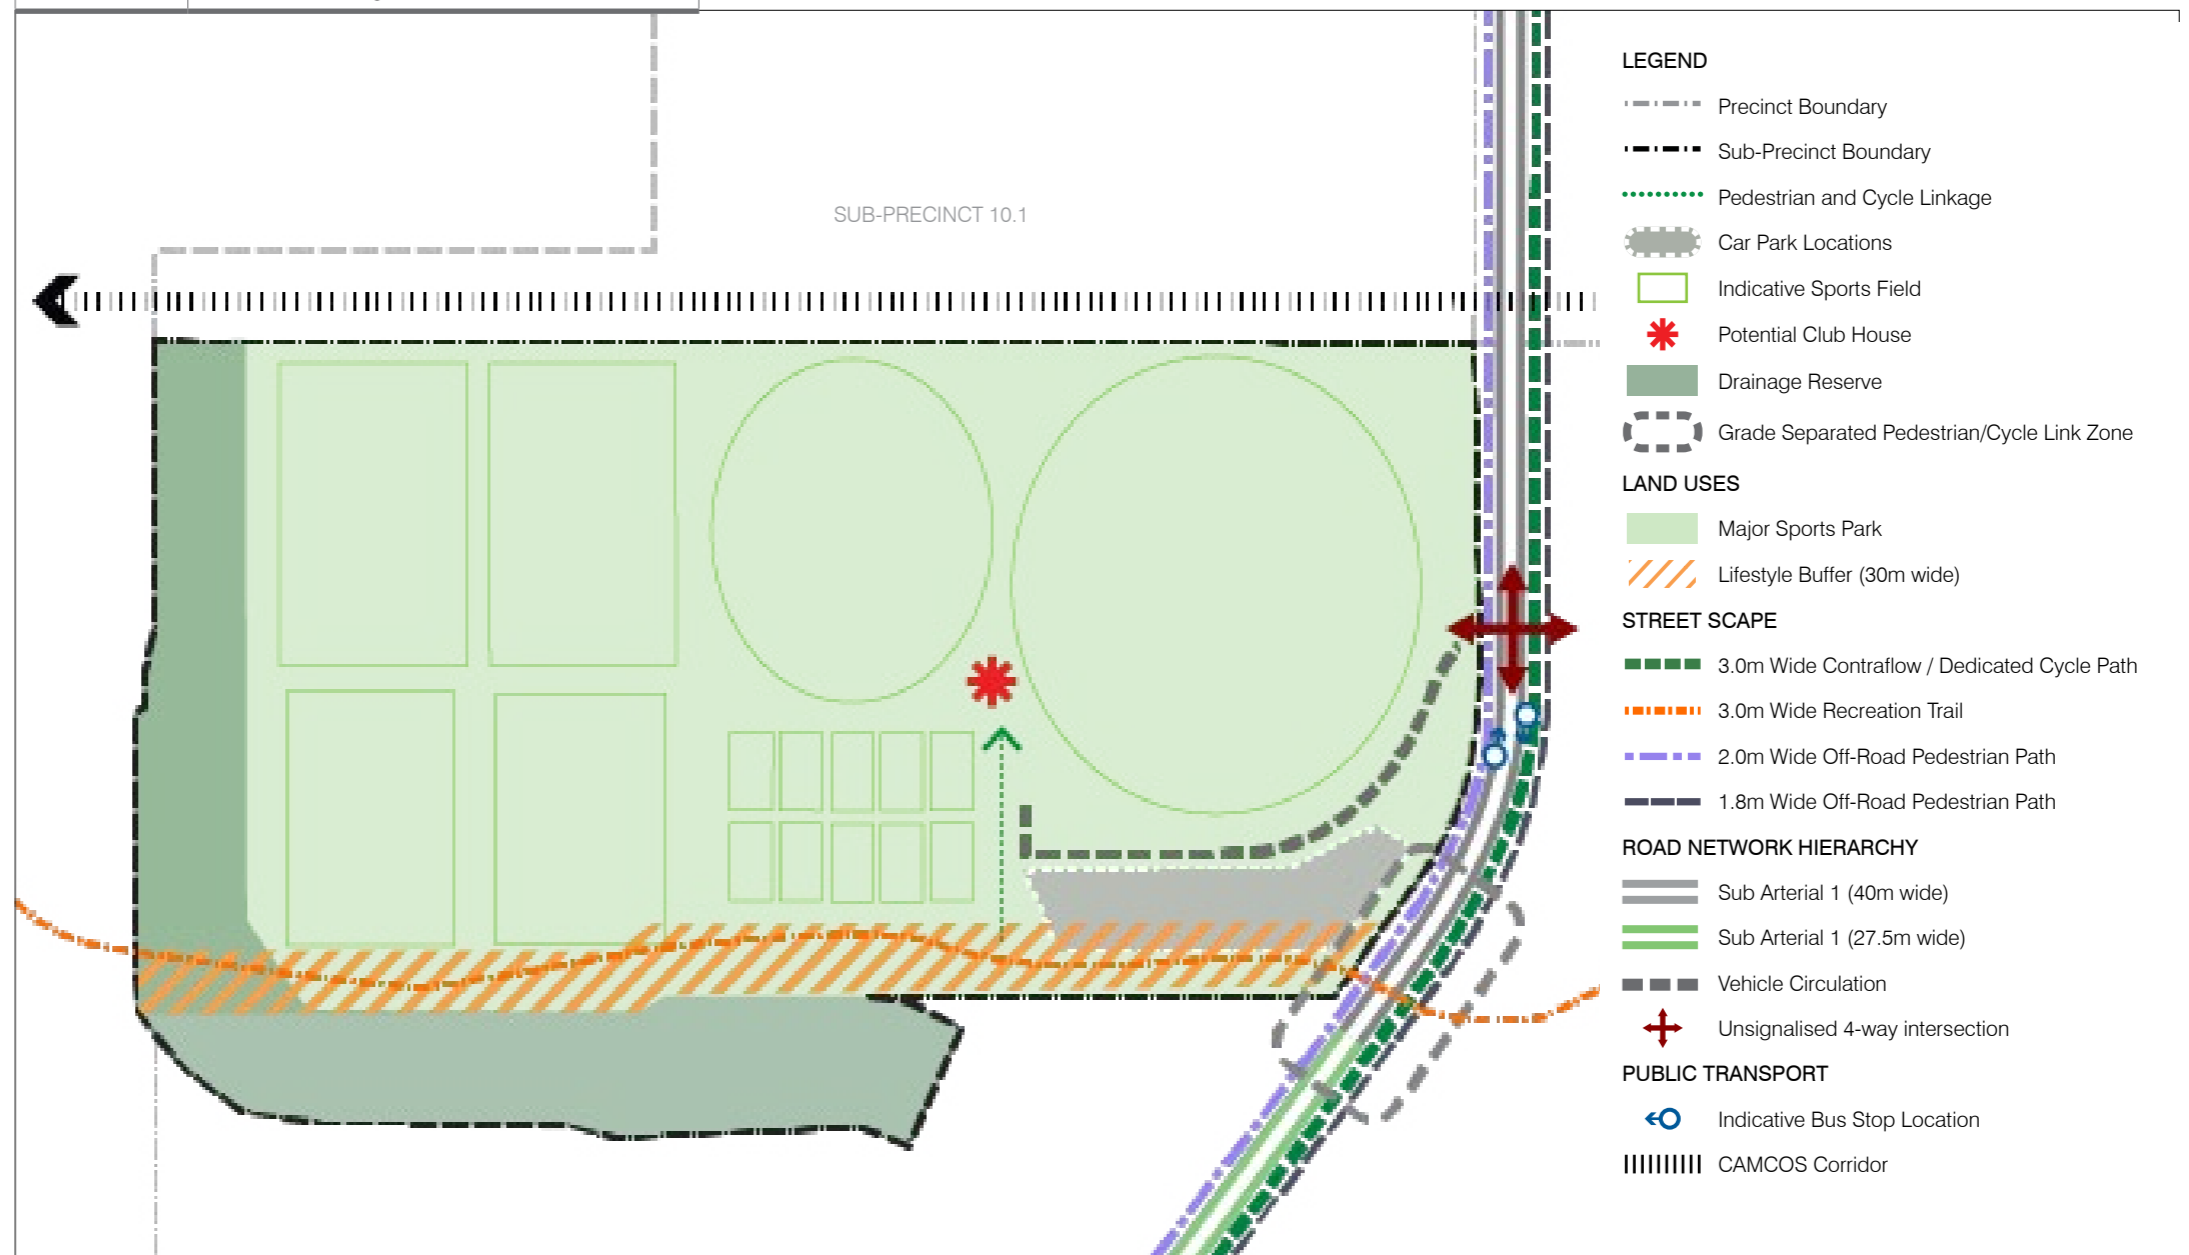 SUB-PRECINCT 10.1
LEGEND
Precinct Boundary
Sub-Precinct Boundary
Pedestrian and Cycle Linkage
Car Park Locations
Indicative Sports Field
Potential Club House
Drainage Reserve
Grade Separated Pedestrian/Cycle Link Zone
LAND USES
Major Sports Park
Lifestyle Buffer (30m wide)
STREET SCAPE
3.0m Wide Contraflow / Dedicated Cycle Path
3.0m Wide Recreation Trail
2.0m Wide Off-Road Pedestrian Path
1.8m Wide Off-Road Pedestrian Path
ROAD NETWORK HIERARCHY
Sub Arterial 1 (40m wide)
Sub Arterial 1 (27.5m wide)
Vehicle Circulation
Unsignalised 4-way intersection
PUBLIC TRANSPORT
Indicative Bus Stop Location
CAMCOS Corridor